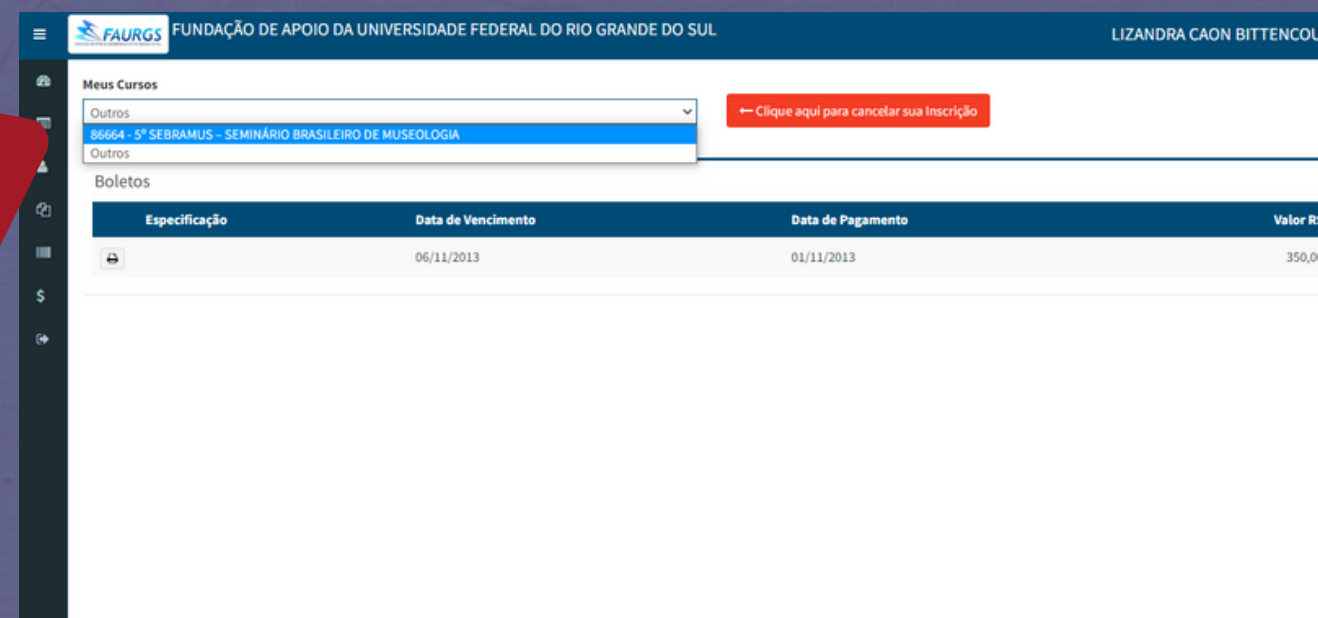 FAURGS FUNDAÇÃO DE APOIO DA UNIVERSIDADE FEDERAL DO RIO GRANDE DO SUL LIZANDRA CAON BITTENCOU
Meus Cursos
Outros
← Clique aqui para cancelar sua Inscrição
86664 - 5º SEBRAMUS – SEMINÁRIO BRASILEIRO DE MUSEOLOGIA
Outros
Boletos
Especificação Data de Vencimento Data de Pagamento Valor R$
06/11/2013 01/11/2013 350,00